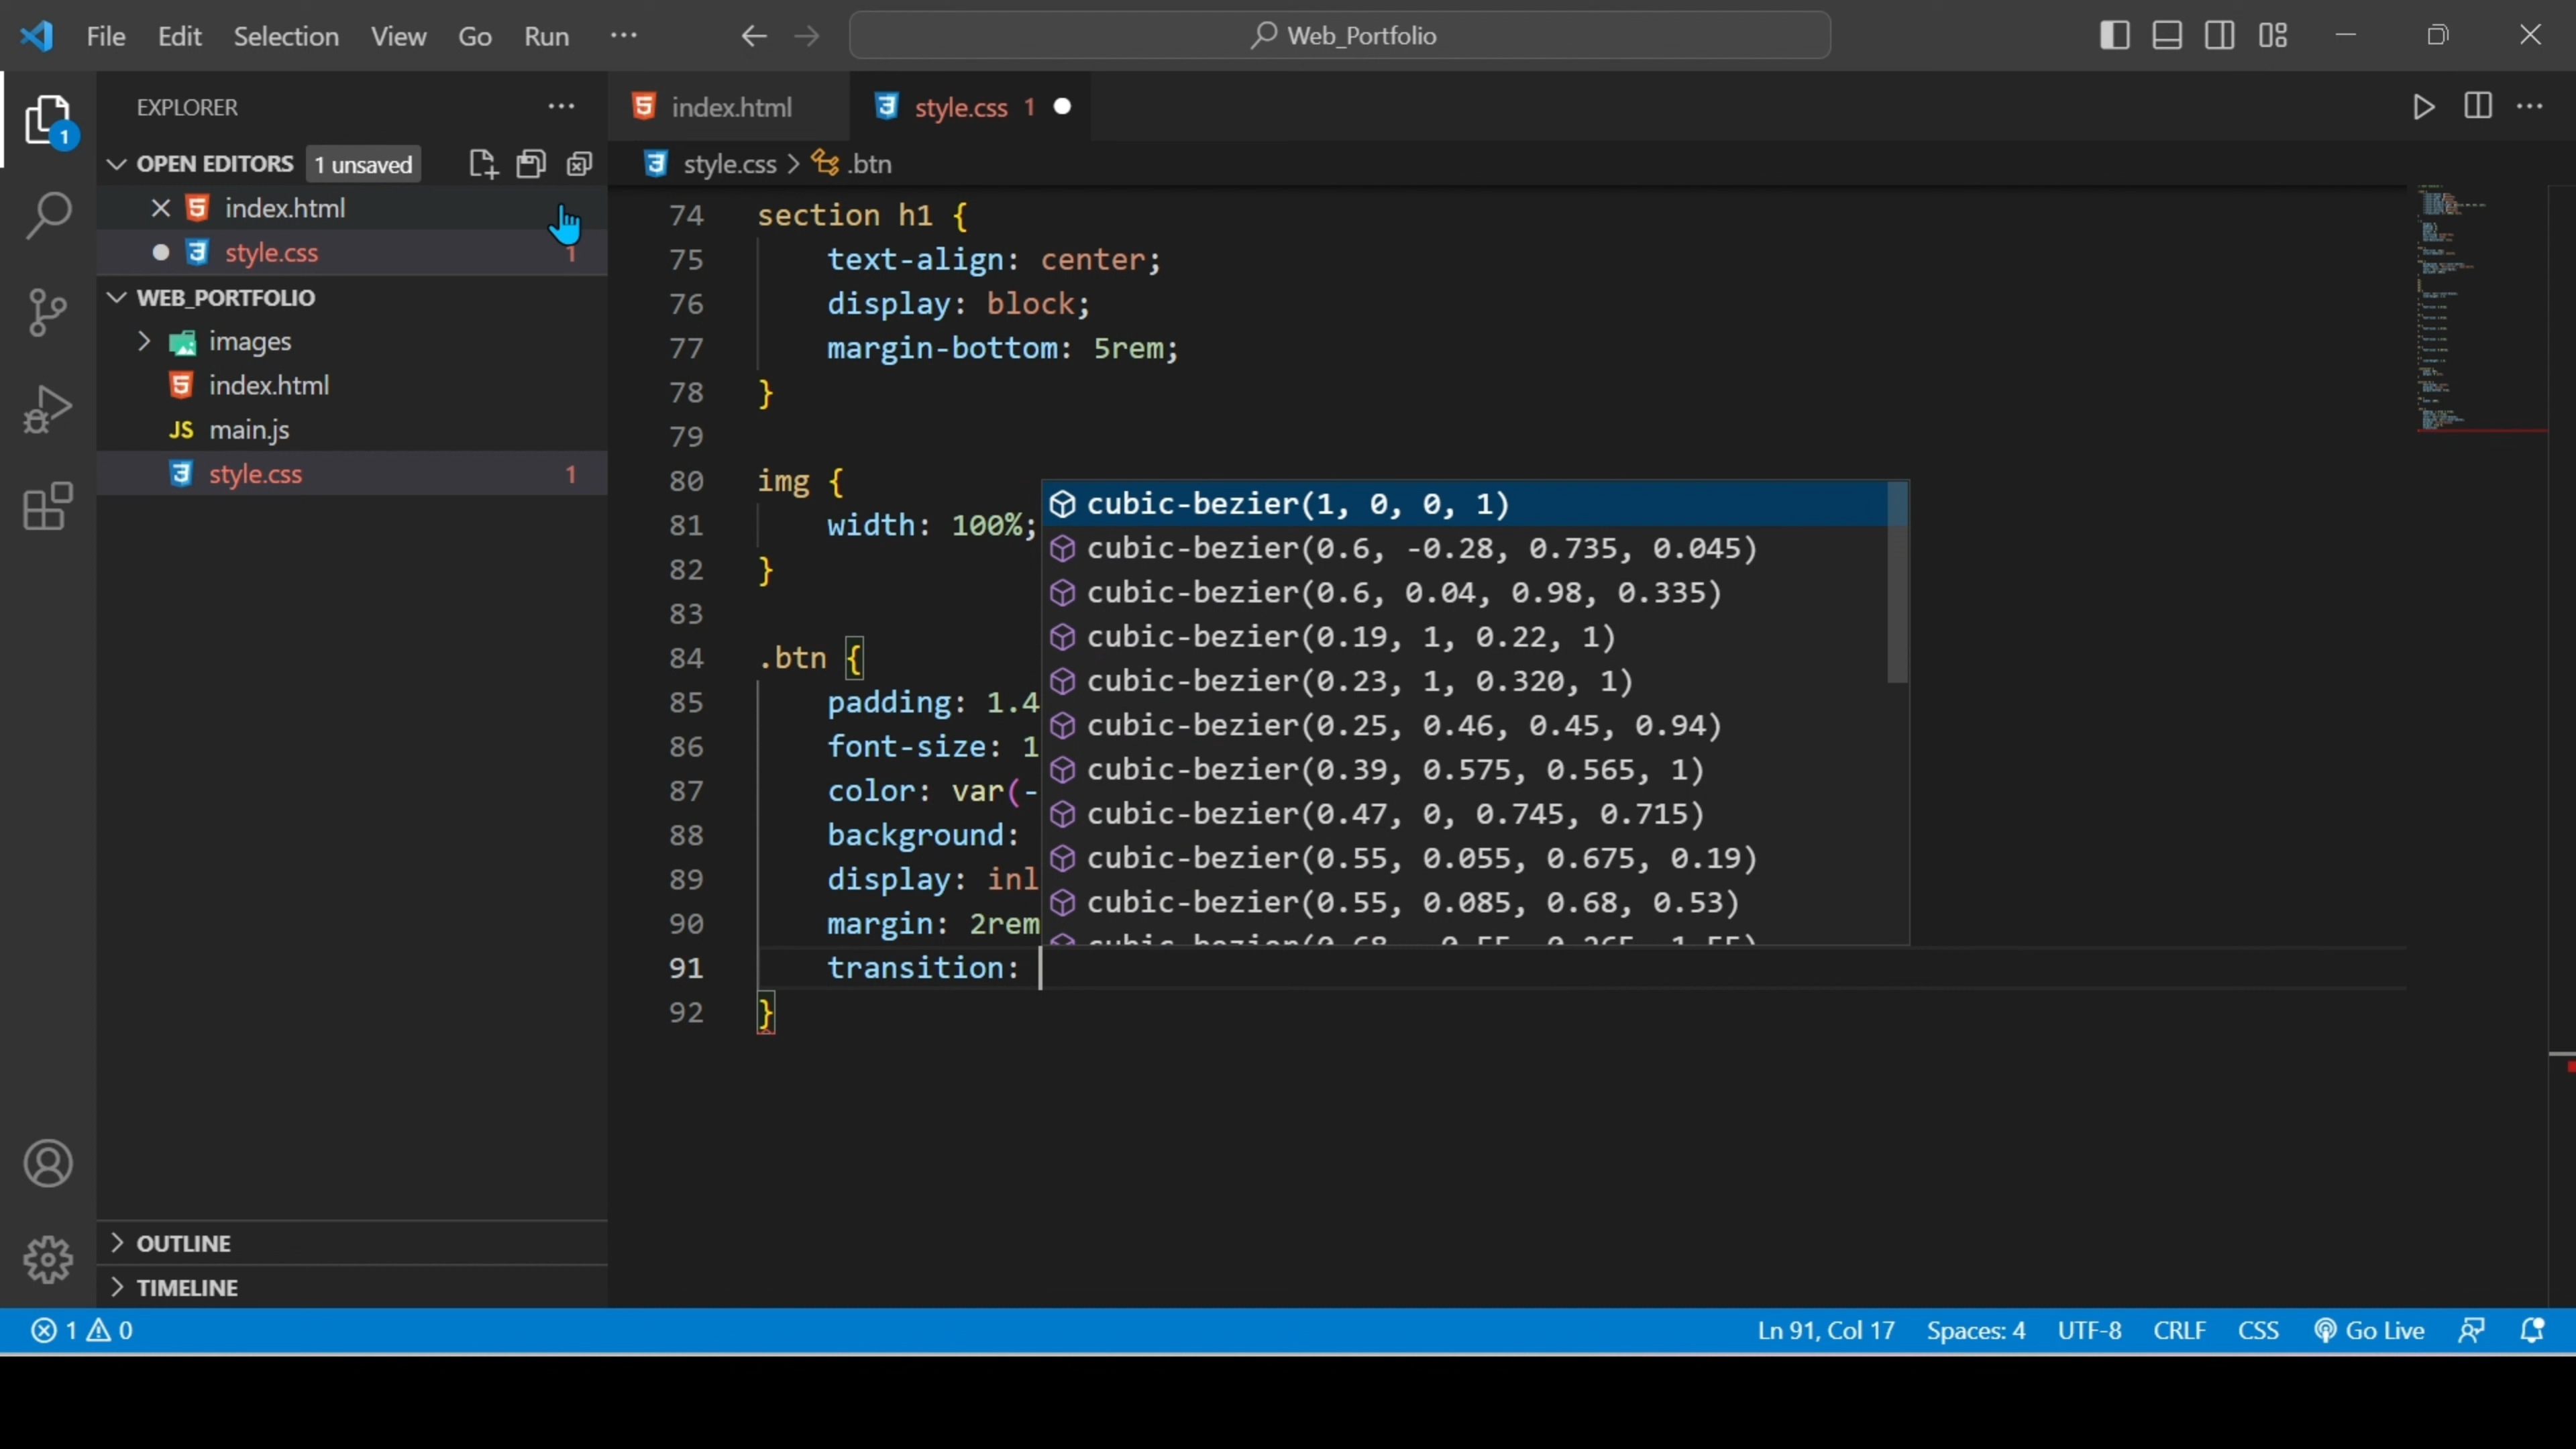 File Edit Selection View Go Run ··· Web_Portfolio
EXPLORER ···
OPEN EDITORS 1 unsaved
index.html
style.css 1
WEB_PORTFOLIO
images
index.html
JS main.js
style.css 1
OUTLINE
TIMELINE
1
index.html style.css 1
style.css > .btn
74 section h1 {
75 text-align: center;
76 display: block;
77 margin-bottom: 5rem;
78 }
79
80 img {
81 width: 100%;
82 }
83
84 .btn {
85 padding: 1.4
86 font-size: 1
87 color: var(-
88 background:
89 display: inl
90 margin: 2rem
91 transition:
92 }
cubic-bezier(1, 0, 0, 1)
cubic-bezier(0.6, -0.28, 0.735, 0.045)
cubic-bezier(0.6, 0.04, 0.98, 0.335)
cubic-bezier(0.19, 1, 0.22, 1)
cubic-bezier(0.23, 1, 0.320, 1)
cubic-bezier(0.25, 0.46, 0.45, 0.94)
cubic-bezier(0.39, 0.575, 0.565, 1)
cubic-bezier(0.47, 0, 0.745, 0.715)
cubic-bezier(0.55, 0.055, 0.675, 0.19)
cubic-bezier(0.55, 0.085, 0.68, 0.53)
1 0 Ln 91, Col 17 Spaces: 4 UTF-8 CRLF CSS Go Live